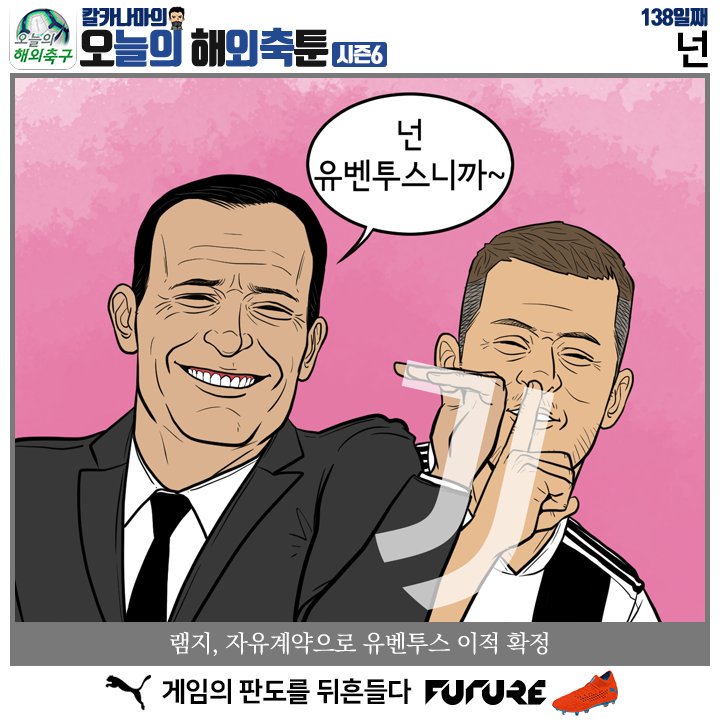 오늘의
해외축구
칼카나마의
오늘의 해외축툰 시즌6
138일째
넌
넌
유벤투스니까~
갓
램지, 자유계약으로 유벤투스 이적 확정
게임의 판도를 뒤흔들다 FUTURE